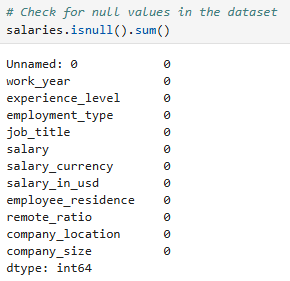 # Check for null values in the dataset
salaries.isnull().sum()
Unnamed: 0            0
work_year             0
experience_level      0
employment_type       0
job_title             0
salary                0
salary_currency       0
salary_in_usd         0
employee_residence    0
remote_ratio          0
company_location      0
company_size          0
dtype: int64